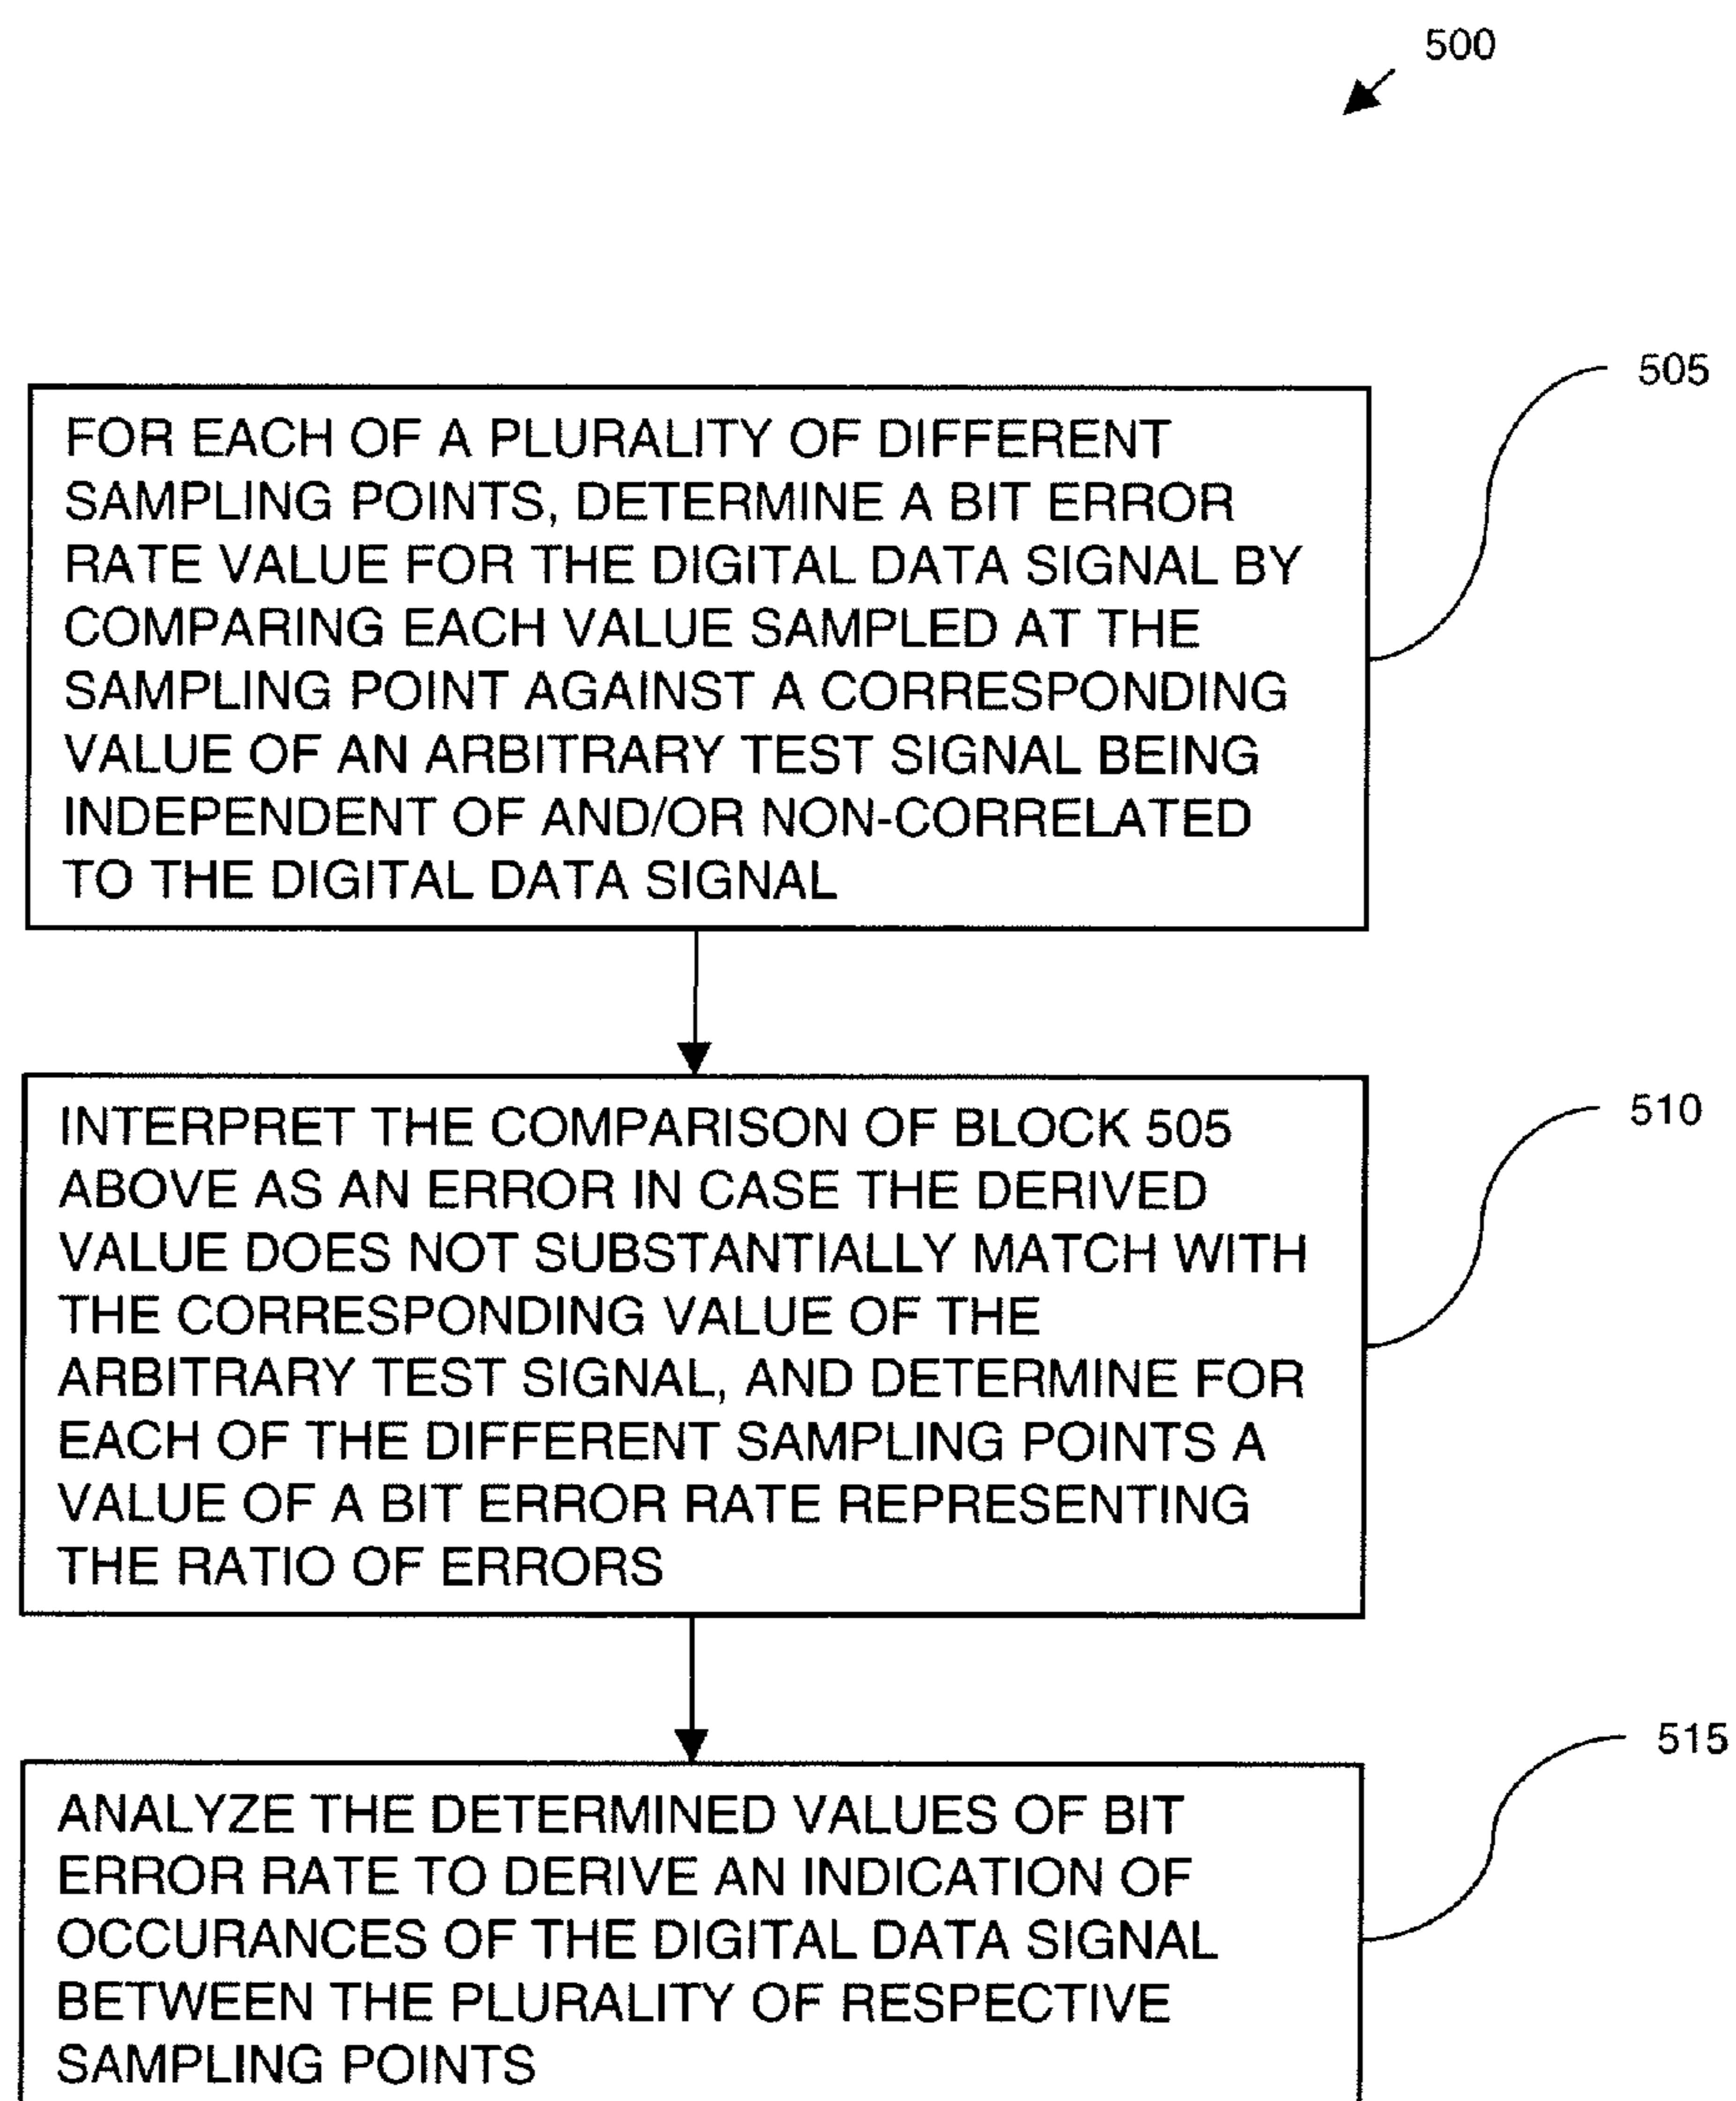 500
505
FOR EACH OF A PLURALITY OF DIFFERENT
SAMPLING POINTS, DETERMINE A BIT ERROR
RATE VALUE FOR THE DIGITAL DATA SIGNAL BY
COMPARING EACH VALUE SAMPLED AT THE
SAMPLING POINT AGAINST A CORRESPONDING
VALUE OF AN ARBITRARY TEST SIGNAL BEING
INDEPENDENT OF AND/OR NON-CORRELATED
TO THE DIGITAL DATA SIGNAL
510
INTERPRET THE COMPARISON OF BLOCK 505
ABOVE AS AN ERROR IN CASE THE DERIVED
VALUE DOES NOT SUBSTANTIALLY MATCH WITH
THE CORRESPONDING VALUE OF THE
ARBITRARY TEST SIGNAL, AND DETERMINE FOR
EACH OF THE DIFFERENT SAMPLING POINTS A
VALUE OF A BIT ERROR RATE REPRESENTING
THE RATIO OF ERRORS
515
ANALYZE THE DETERMINED VALUES OF BIT
ERROR RATE TO DERIVE AN INDICATION OF
OCCURANCES OF THE DIGITAL DATA SIGNAL
BETWEEN THE PLURALITY OF RESPECTIVE
SAMPLING POINTS